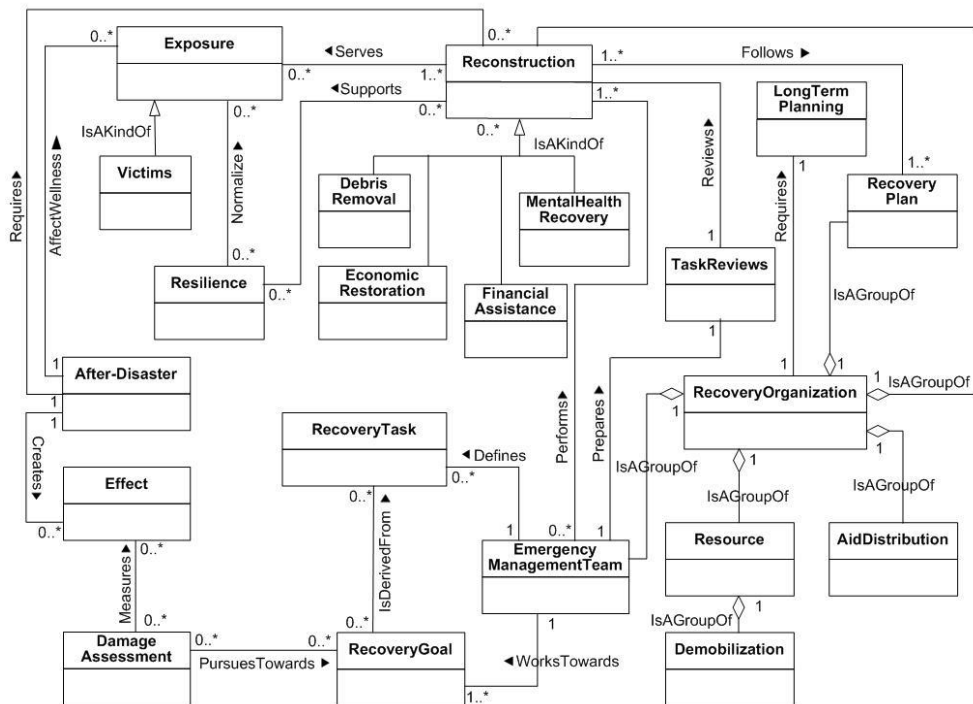 0..*
Exposure
0..*
◄Serves
0..*
1..*
Reconstruction
1..*
Follows ►
◄Supports
0..*
1..*
0..*
LongTerm
Planning
IsAKindOf
0..*
IsAKindOf
1
1..*
Victims
Debris
Removal
MentalHealth
Recovery
Recovery
Plan
Requires►
AffectWellness►
Normalize►
Reviews►
Requires►
0..*
Resilience
0..*
Economic
Restoration
Financial
Assistance
1
TaskReviews
1
IsAGroupOf
1
After-Disaster
1
1
1
1
RecoveryOrganization
1
IsAGroupOf
1
1
1
Creates►
RecoveryTask
◄Defines
0..*
Performs►
Prepares►
IsAGroupOf
IsAGroupOf
IsAGroupOf
Effect
0..*
0..*
0..*
1
0..*
1
Emergency
ManagementTeam
Resource
AidDistribution
Measures►
IsDerivedFrom►
1
IsAGroupOf
0..*
0..*
Damage
Assessment
0..*
0..*
PursuesTowards ►
RecoveryGoal
1
◄WorksTowards
1..*
Demobilization